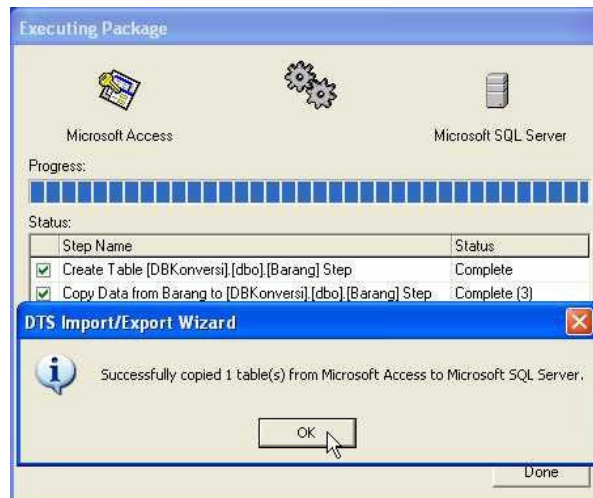 Executing Package
Microsoft Access
Microsoft SQL Server
Progress:
Status:
Step Name Status
Create Table [DBKonversi].[dbo].[Barang] Step Complete
Copy Data from Barang to [DBKonversi].[dbo].[Barang] Step Complete (3)
DTS Import/Export Wizard
Successfully copied 1 table(s) from Microsoft Access to Microsoft SQL Server.
OK
Done